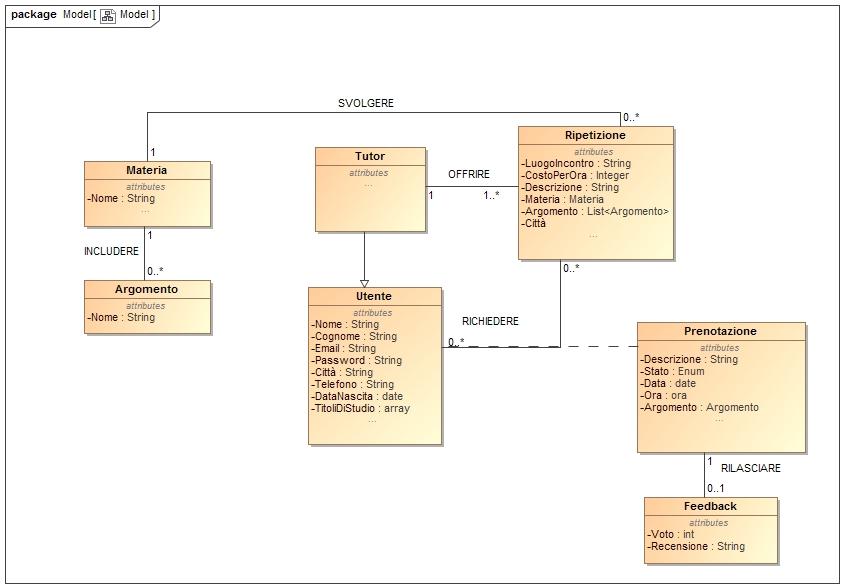 package Model[ Model ]
SVOLGERE
0..*
1
Ripetizione
attributes
-LuogoIncontro : String
-CostoPerOra : Integer
-Descrizione : String
-Materia : Materia
-Argomento : List<Argomento>
-Città
...
Tutor
attributes
...
OFFRIRE
1
1..*
Materia
attributes
-Nome : String
...
1
INCLUDERE
0..*
Argomento
attributes
-Nome : String
0..*
Utente
attributes
-Nome : String
-Cognome : String
-Email : String
-Password : String
-Città : String
-Telefono : String
-DataNascita : date
-TitoliDiStudio : array
...
RICHIEDERE
0..*
Prenotazione
attributes
-Descrizione : String
-Stato : Enum
-Data : date
-Ora : ora
-Argomento : Argomento
...
1
RILASCIARE
0..1
Feedback
attributes
-Voto : int
-Recensione : String